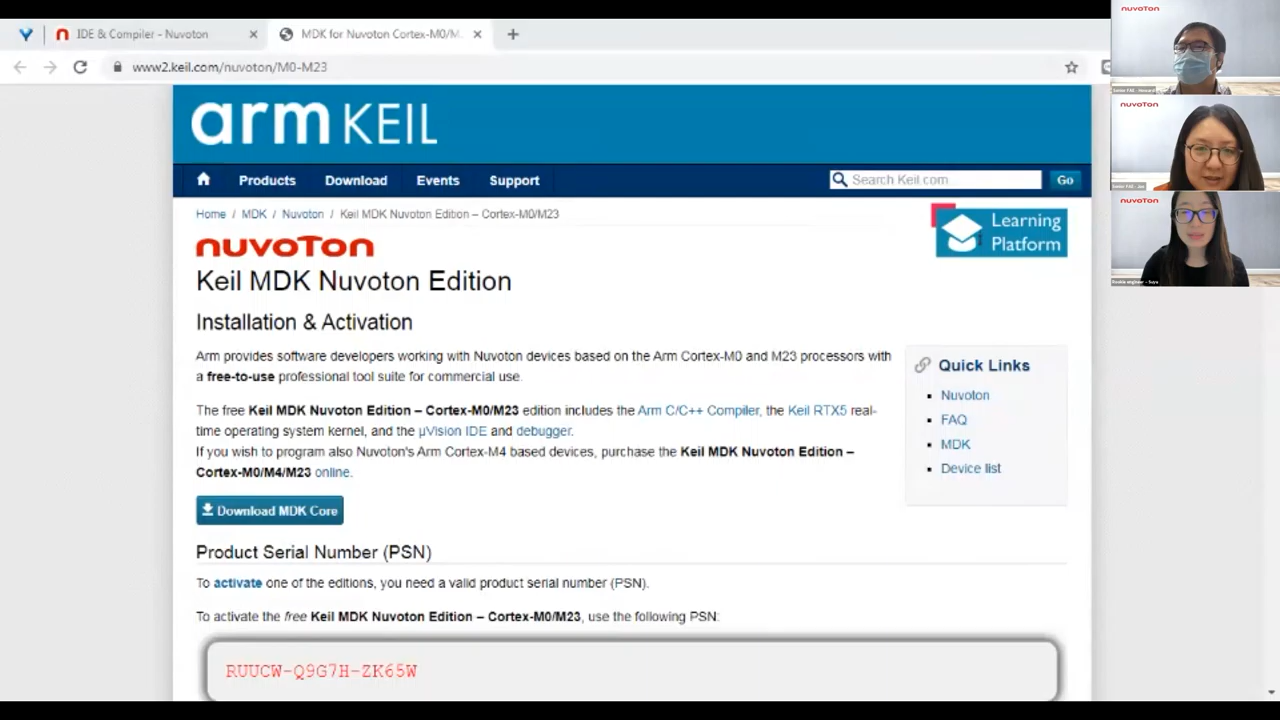 IDE & Compiler - Nuvoton
MDK for Nuvoton Cortex-M0/M
www2.keil.com/nuvoton/M0-M23
arm KEIL
Products Download Events Support
Search Keil.com Go
Home / MDK / Nuvoton / Keil MDK Nuvoton Edition – Cortex-M0/M23
Learning
Platform
nuvoTon
Keil MDK Nuvoton Edition
Installation & Activation
Arm provides software developers working with Nuvoton devices based on the Arm Cortex-M0 and M23 processors with
a free-to-use professional tool suite for commercial use.
The free Keil MDK Nuvoton Edition – Cortex-M0/M23 edition includes the Arm C/C++ Compiler, the Keil RTX5 real-
time operating system kernel, and the µVision IDE and debugger.
If you wish to program also Nuvoton's Arm Cortex-M4 based devices, purchase the Keil MDK Nuvoton Edition –
Cortex-M0/M4/M23 online.
Quick Links
Nuvoton
FAQ
MDK
Device list
Download MDK Core
Product Serial Number (PSN)
To activate one of the editions, you need a valid product serial number (PSN).
To activate the free Keil MDK Nuvoton Edition – Cortex-M0/M23, use the following PSN:
RUUCW-Q9G7H-ZK65W
nuvoTon
nuvoTon
nuvoTon